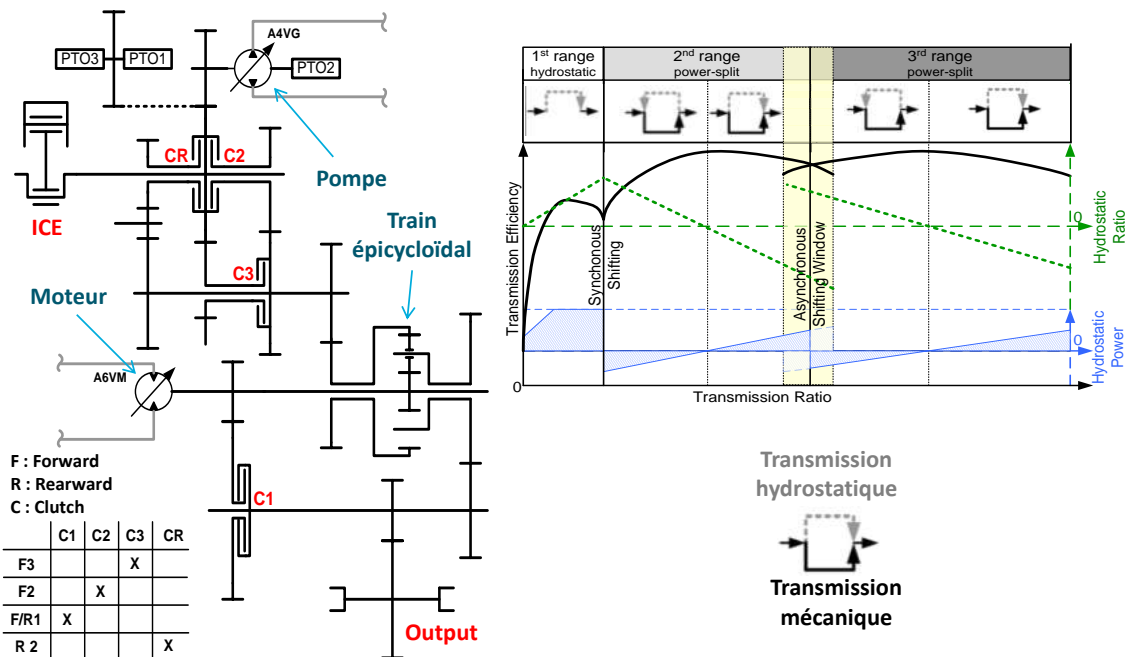 A4VG
PTO3
PTO1
PTO2
CR
C2
Pompe
ICE
Train
épicycloïdal
C3
Moteur
A6VM
F : Forward
R : Rearward
C : Clutch
C1
C1 C2 C3 CR
F3 X
F2 X
F/R1 X
R 2 X
Output
1st range
hydrostatic
2nd range
power-split
3rd range
power-split
Transmission Efficiency
Synchonous
Shifting
Asynchronous
Shifting Window
0
Hydrostatic
Ratio
0
Hydrostatic
Power
0
Transmission Ratio
Transmission
hydrostatique
Transmission
mécanique